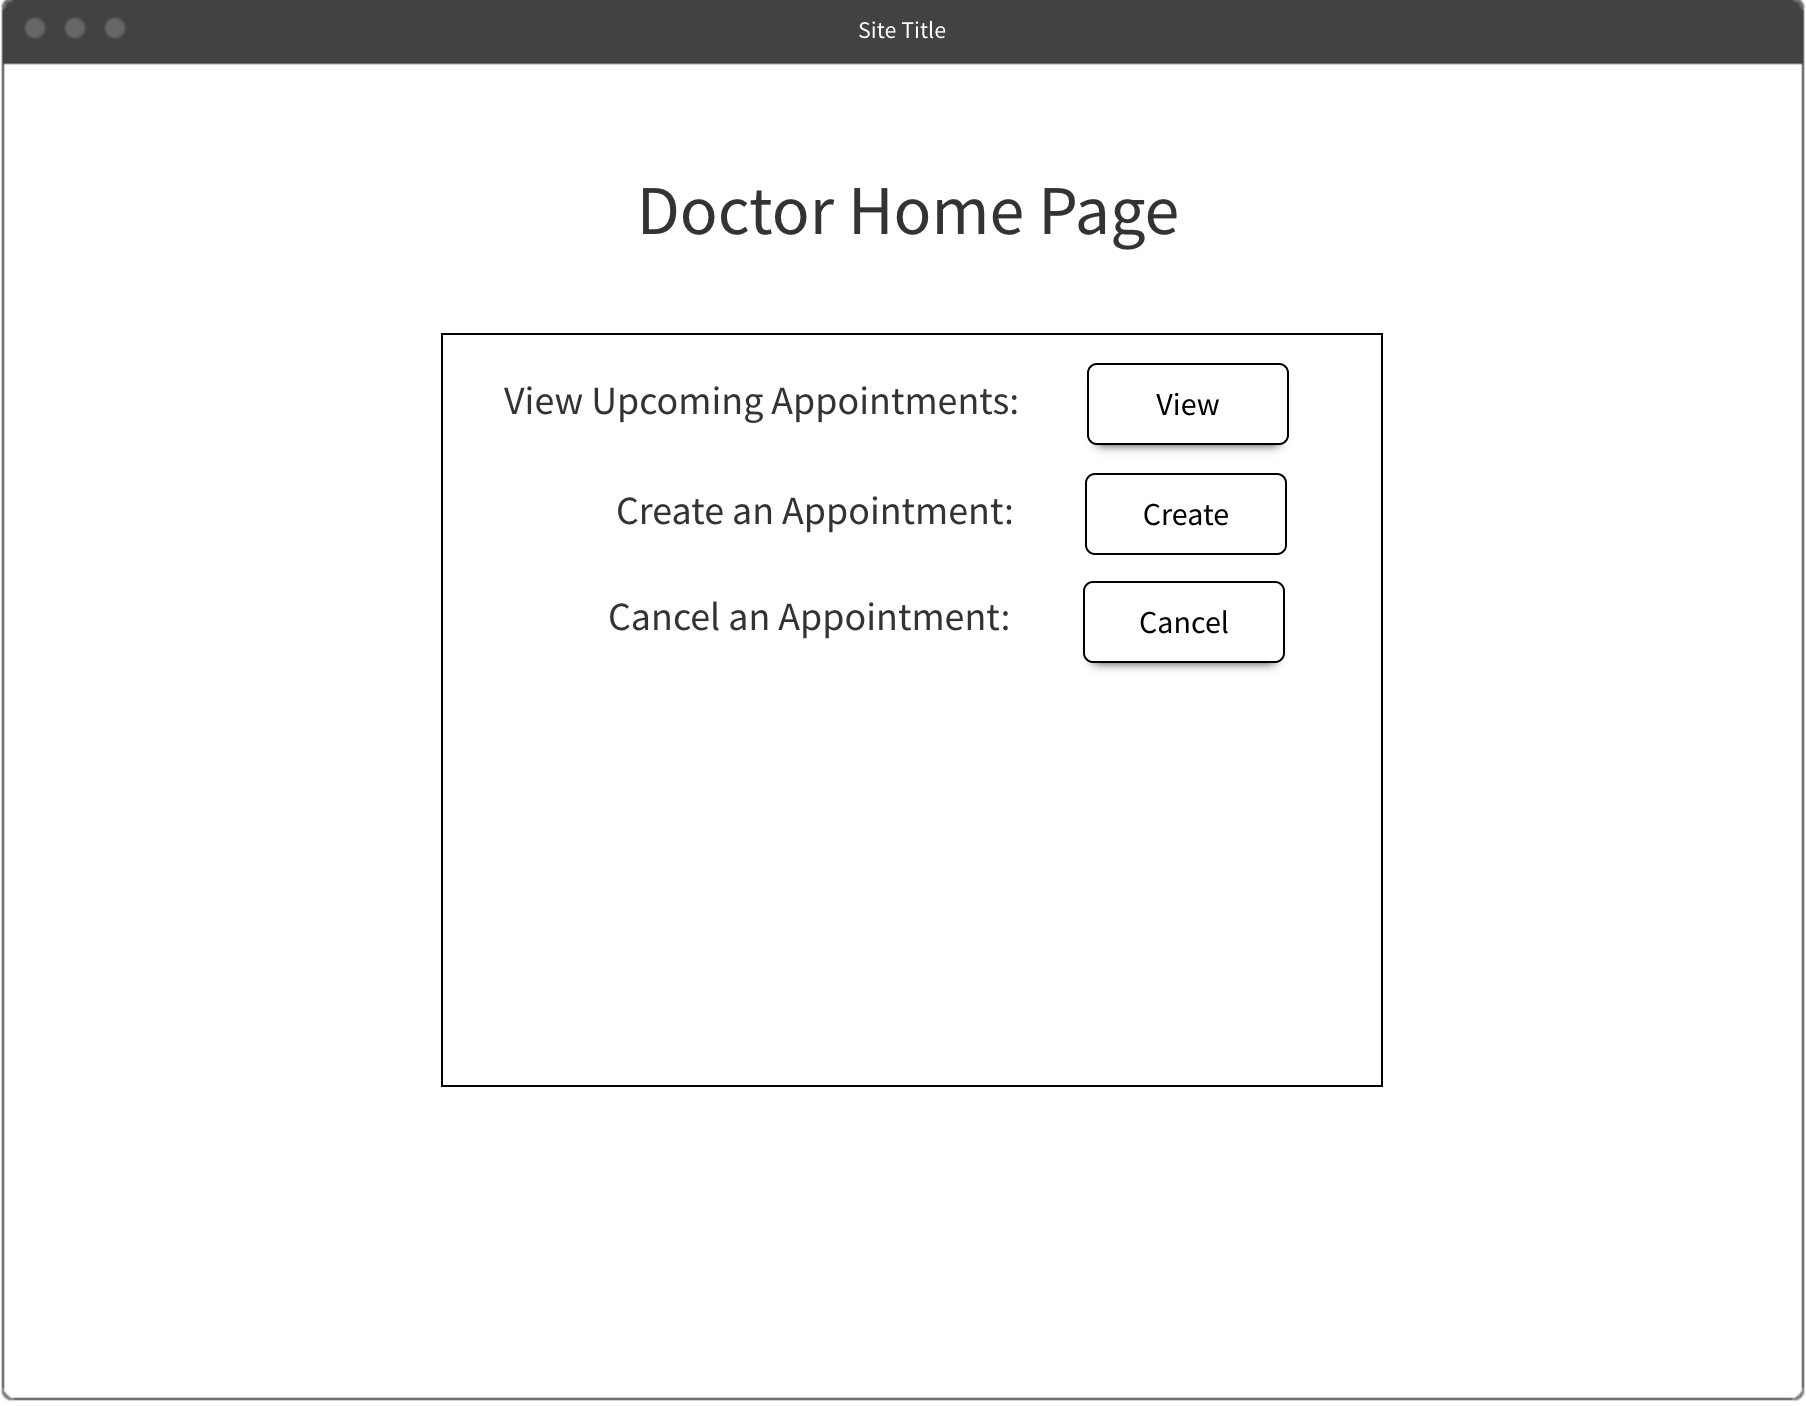 Site Title
Doctor Home Page
View Upcoming Appointments: View
Create an Appointment: Create
Cancel an Appointment: Cancel